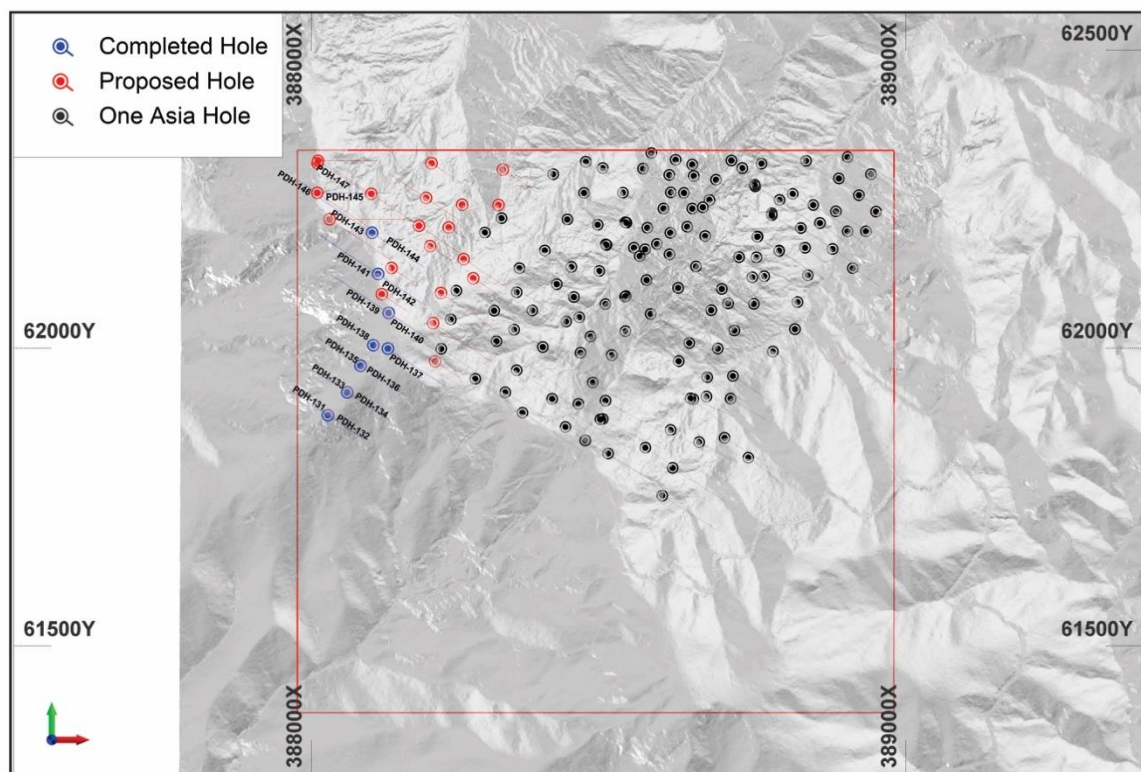 Completed Hole
Proposed Hole
One Asia Hole
388000X
389000X
62500Y
PDH-147
PDH-146
PDH-145
PDH-143
PDH-144
PDH-141
PDH-142
PDH-139
PDH-140
62000Y
62000Y
PDH-138
PDH-137
PDH-135
PDH-136
PDH-133
PDH-134
PDH-131
PDH-132
61500Y
61500Y
388000X
389000X